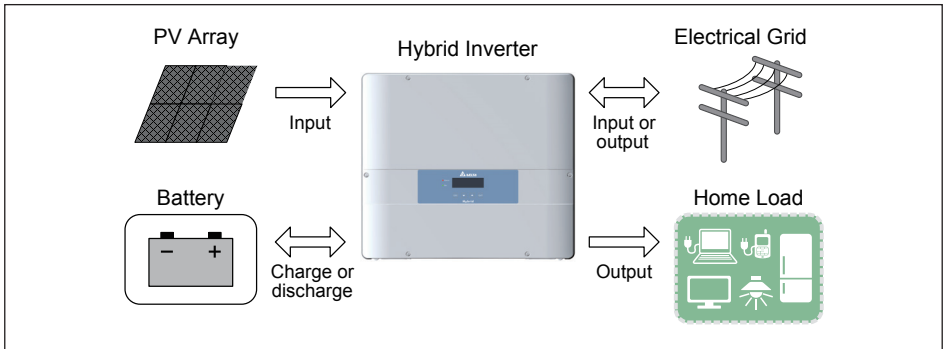 PV Array
Hybrid Inverter
Electrical Grid
Input
Input or
output
Battery
Home Load
Charge or
discharge
Output